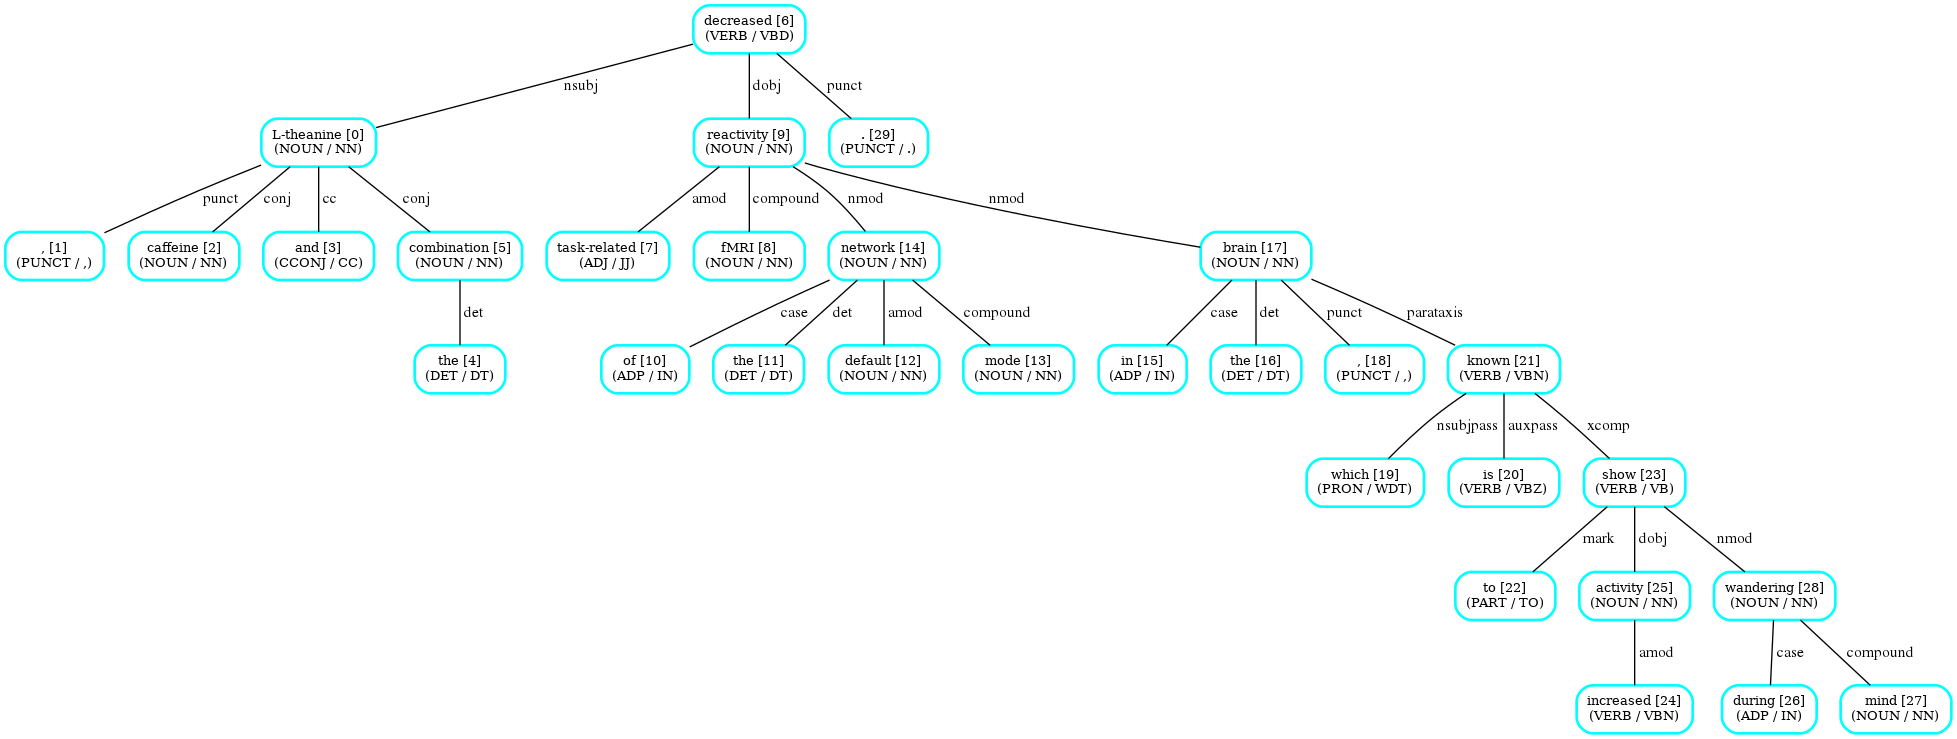 decreased [6]
(VERB / VBD)
nsubj
dobj
punct
L-theanine [0]
(NOUN / NN)
reactivity [9]
(NOUN / NN)
. [29]
(PUNCT / .)
punct
conj
cc
conj
amod
compound
nmod
nmod
, [1]
(PUNCT / ,)
caffeine [2]
(NOUN / NN)
and [3]
(CCONJ / CC)
combination [5]
(NOUN / NN)
task-related [7]
(ADJ / JJ)
fMRI [8]
(NOUN / NN)
network [14]
(NOUN / NN)
brain [17]
(NOUN / NN)
det
case
det
amod
compound
case
det
punct
parataxis
the [4]
(DET / DT)
of [10]
(ADP / IN)
the [11]
(DET / DT)
default [12]
(NOUN / NN)
mode [13]
(NOUN / NN)
in [15]
(ADP / IN)
the [16]
(DET / DT)
, [18]
(PUNCT / ,)
known [21]
(VERB / VBN)
nsubjpass
auxpass
xcomp
which [19]
(PRON / WDT)
is [20]
(VERB / VBZ)
show [23]
(VERB / VB)
mark
dobj
nmod
to [22]
(PART / TO)
activity [25]
(NOUN / NN)
wandering [28]
(NOUN / NN)
amod
case
compound
increased [24]
(VERB / VBN)
during [26]
(ADP / IN)
mind [27]
(NOUN / NN)